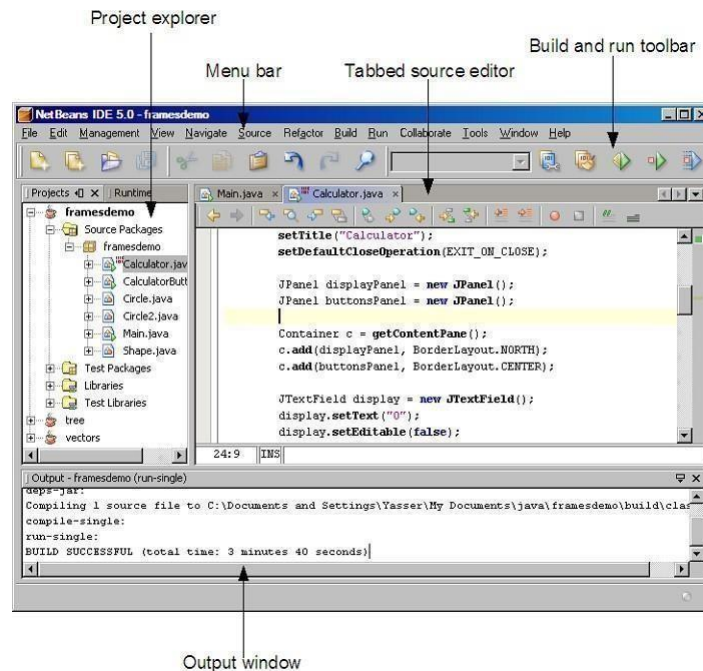 Project explorer
Build and run toolbar
Menu bar
Tabbed source editor
NetBeans IDE 5.0 - framesdemo
File Edit Management View Navigate Source Refactor Build Run Collaborate Tools Window Help
Projects
Runtime
Main.java
Calculator.java
framesdemo
Source Packages
framesdemo
Calculator.jav
CalculatorButt
Circle.java
Circle2.java
Main.java
Shape.java
Test Packages
Libraries
Test Libraries
tree
vectors
setTitle("Calculator");
setDefaultCloseOperation(EXIT_ON_CLOSE);
JPanel displayPanel = new JPanel();
JPanel buttonsPanel = new JPanel();
Container c = getContentPane();
c.add(displayPanel, BorderLayout.NORTH);
c.add(buttonsPanel, BorderLayout.CENTER);
JTextField display = new JTextField();
display.setText("0");
display.setEditable(false);
24:9 INS
Output - framesdemo (run-single)
deps-jar:
Compiling 1 source file to C:\Documents and Settings\Yasser\My Documents\java\framesdemo\build\clas
compile-single:
run-single:
BUILD SUCCESSFUL (total time: 3 minutes 40 seconds)
Output window